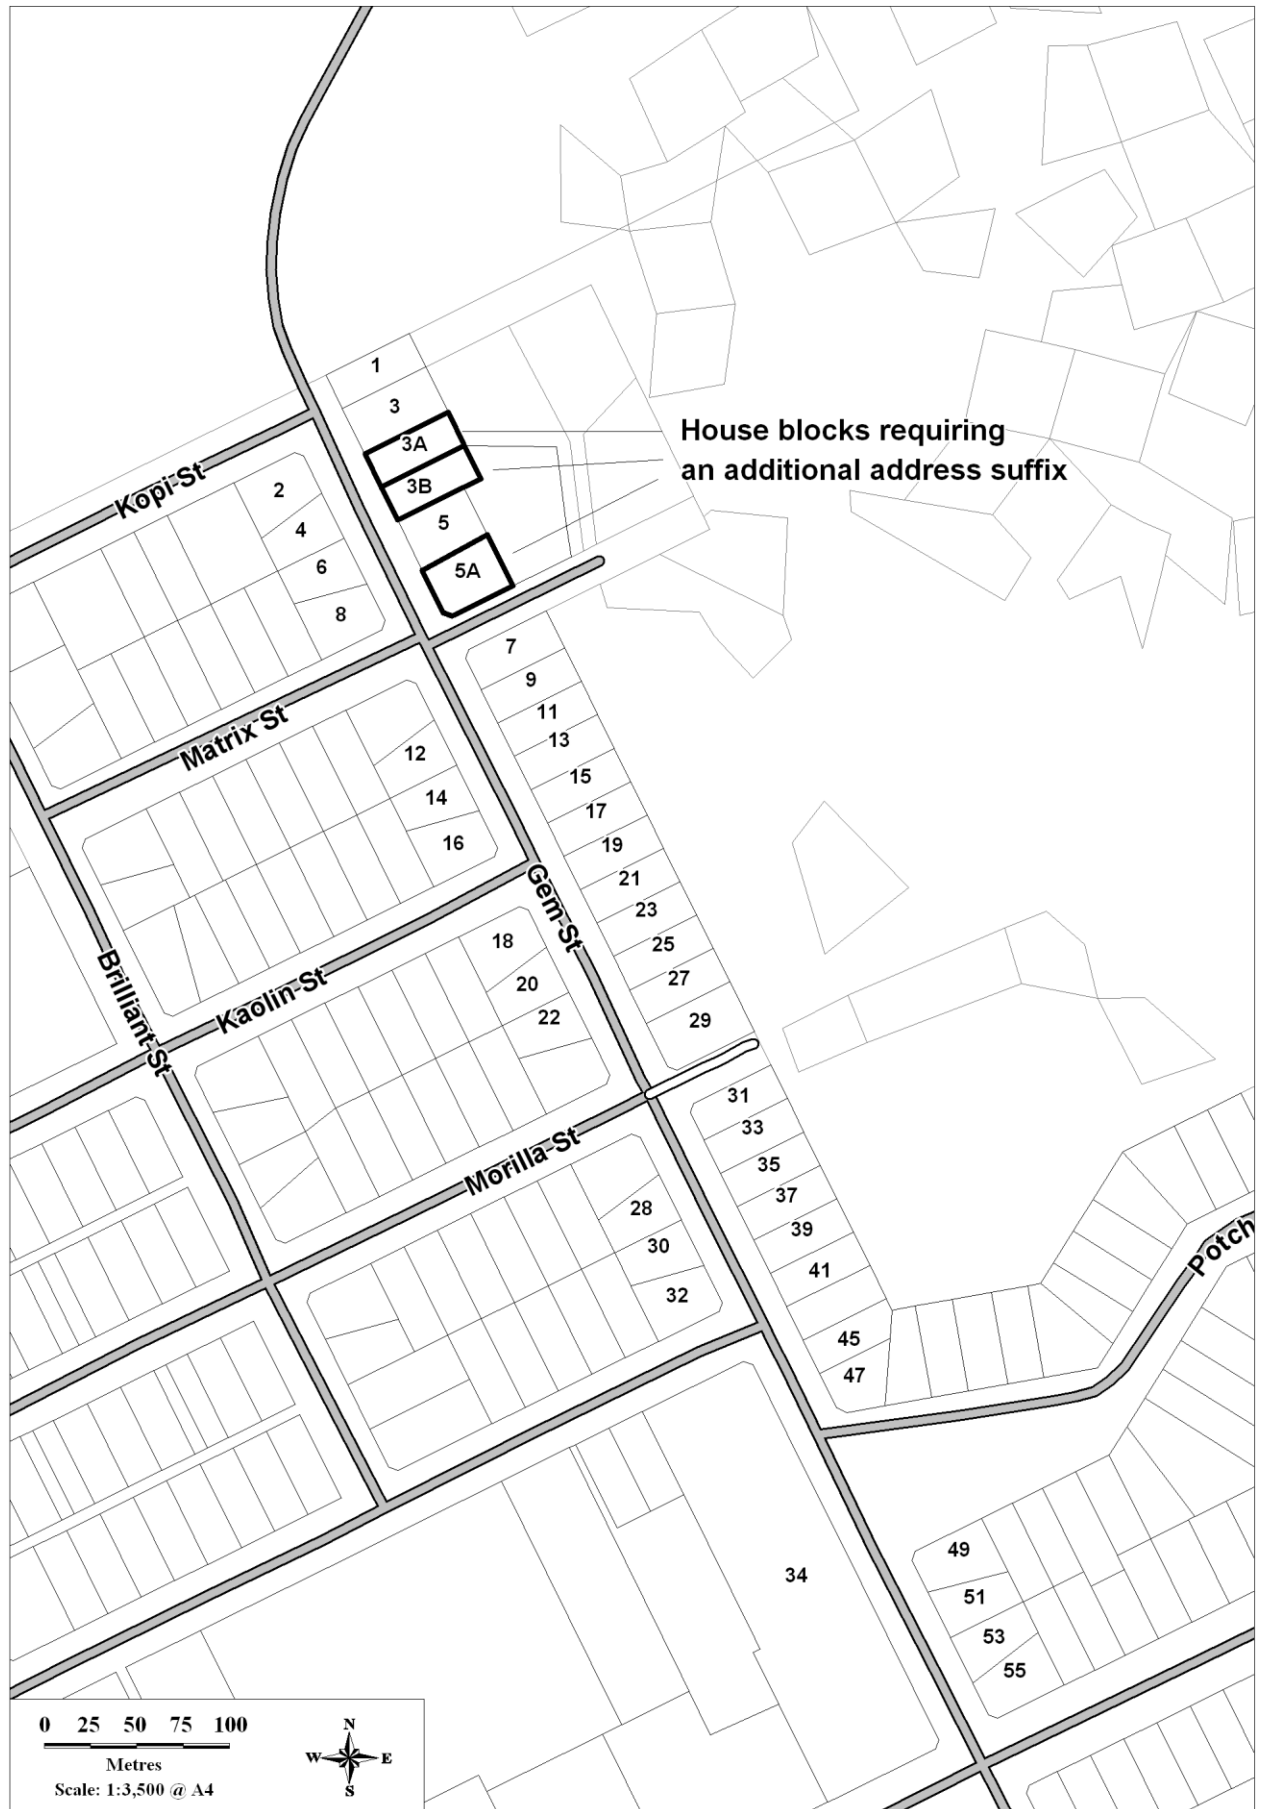 1
3
House blocks requiring
an additional address suffix
3A
Kopi St
3B
2
5
4
6
5A
8
7
9
11
Matrix St
13
12
15
14
17
16
19
Gem St
21
23
18
25
Brilliant St
Kaolin St
20
27
22
29
31
33
Morilla St
35
37
28
39
Potch
30
41
32
45
47
49
34
51
53
55
0 25 50 75 100
Metres
Scale: 1:3,500 @ A4
N
W E
S